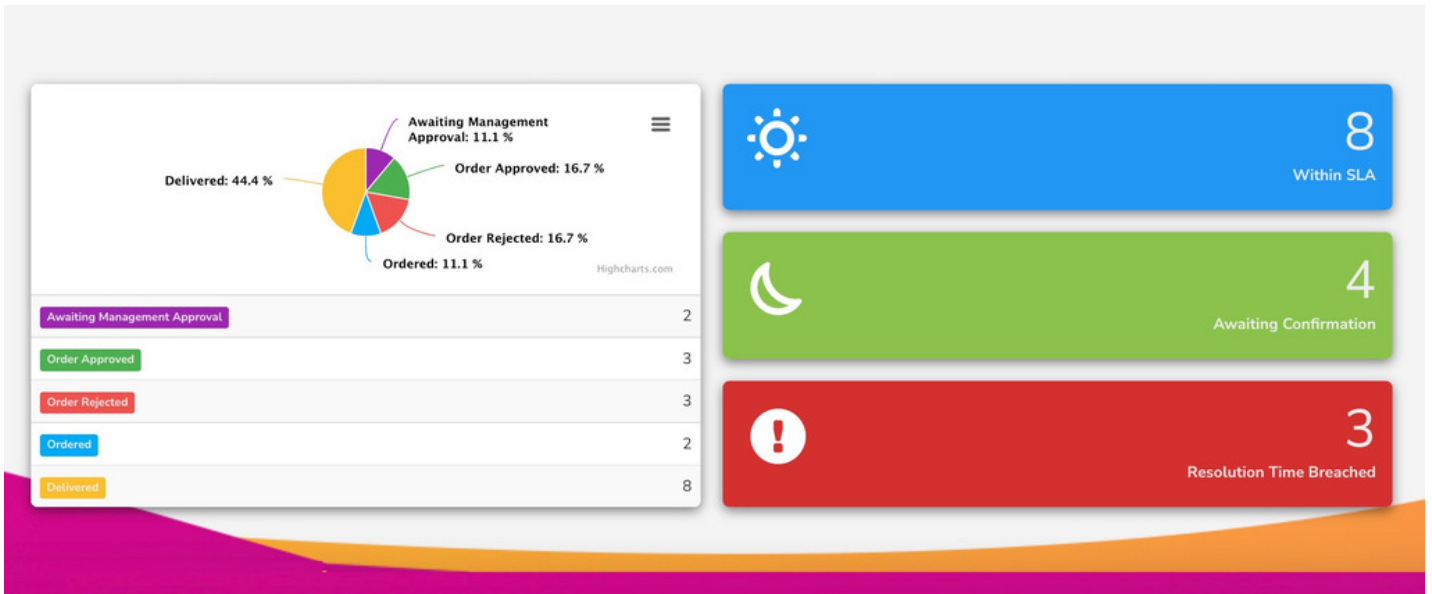 Awaiting Management
Approval: 11.1 %
Order Approved: 16.7 %
Delivered: 44.4 %
Order Rejected: 16.7 %
Ordered: 11.1 %
Highcharts.com
Awaiting Management Approval 2
Order Approved 3
Order Rejected 3
Ordered 2
Delivered 8
8
Within SLA
4
Awaiting Confirmation
3
Resolution Time Breached